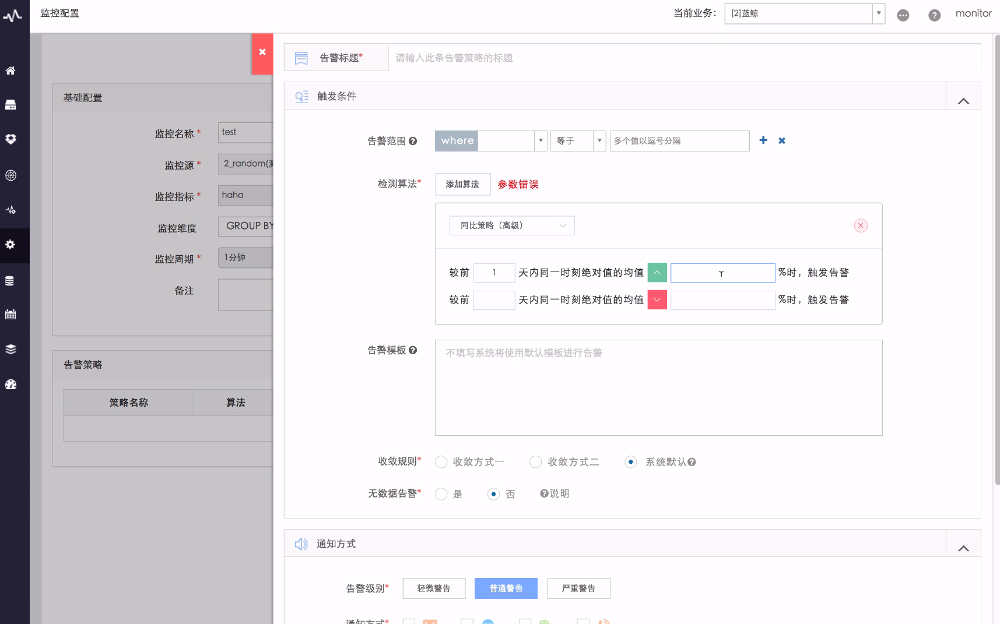 监控配置
当前业务：
[2]蓝鲸
monitor
告警标题*
请输入此条告警策略的标题
基础配置
监控名称 *
test
监控源 *
监控指标 *
haha
监控维度
GROUP BY
监控周期 *
1分钟
备注
告警策略
策略名称
算法
触发条件
告警范围
where
等于
多个值以逗号分隔
检测算法*
添加算法
参数错误
同比策略（高级）
较前 1 天内同一时刻绝对值的均值 %时，触发告警
较前 天内同一时刻绝对值的均值 %时，触发告警
告警模板
不填写系统将使用默认模板进行告警
收敛规则*
收敛方式一
收敛方式二
系统默认
无数据告警*
是
否
说明
通知方式
告警级别*
轻微警告
普通警告
严重警告
通知方式*